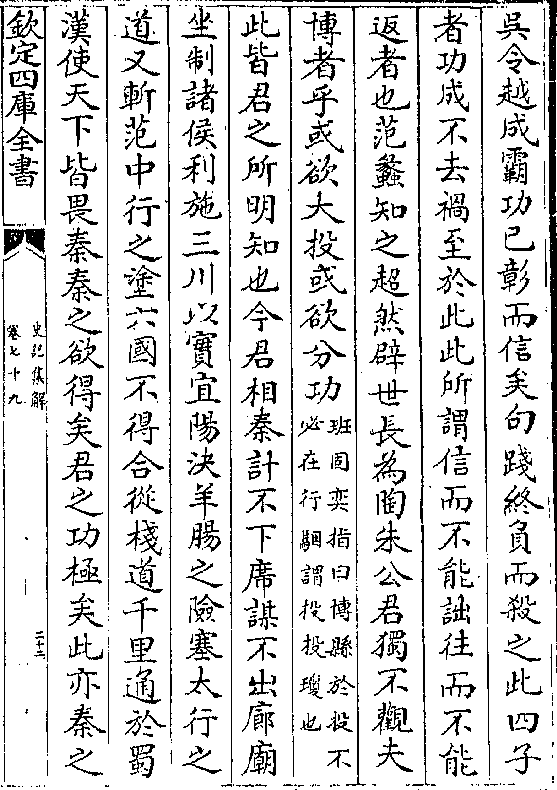 吳令越成霸功已彰而信矣句踐終負而殺之此四子
者功成不去禍至於此此所謂信而不能詘往而不能
返者也范蠡知之超然辟世長為陶朱公君獨不觀夫
博者乎或欲大投或欲分功班固奕指曰博縣於投不必在行駰謂投投瓊也
此皆君之所明知也今君相秦計不下席謀不出廊廟
坐制諸侯利施三川以實宜陽決羊腸之險塞太行之
道又斬范中行之塗六國不得合從棧道千里通於蜀
漢使天下皆畏秦秦之欲得矣君之功極矣此亦秦之
欽定四庫全書
史記集解
卷七十九
二十二